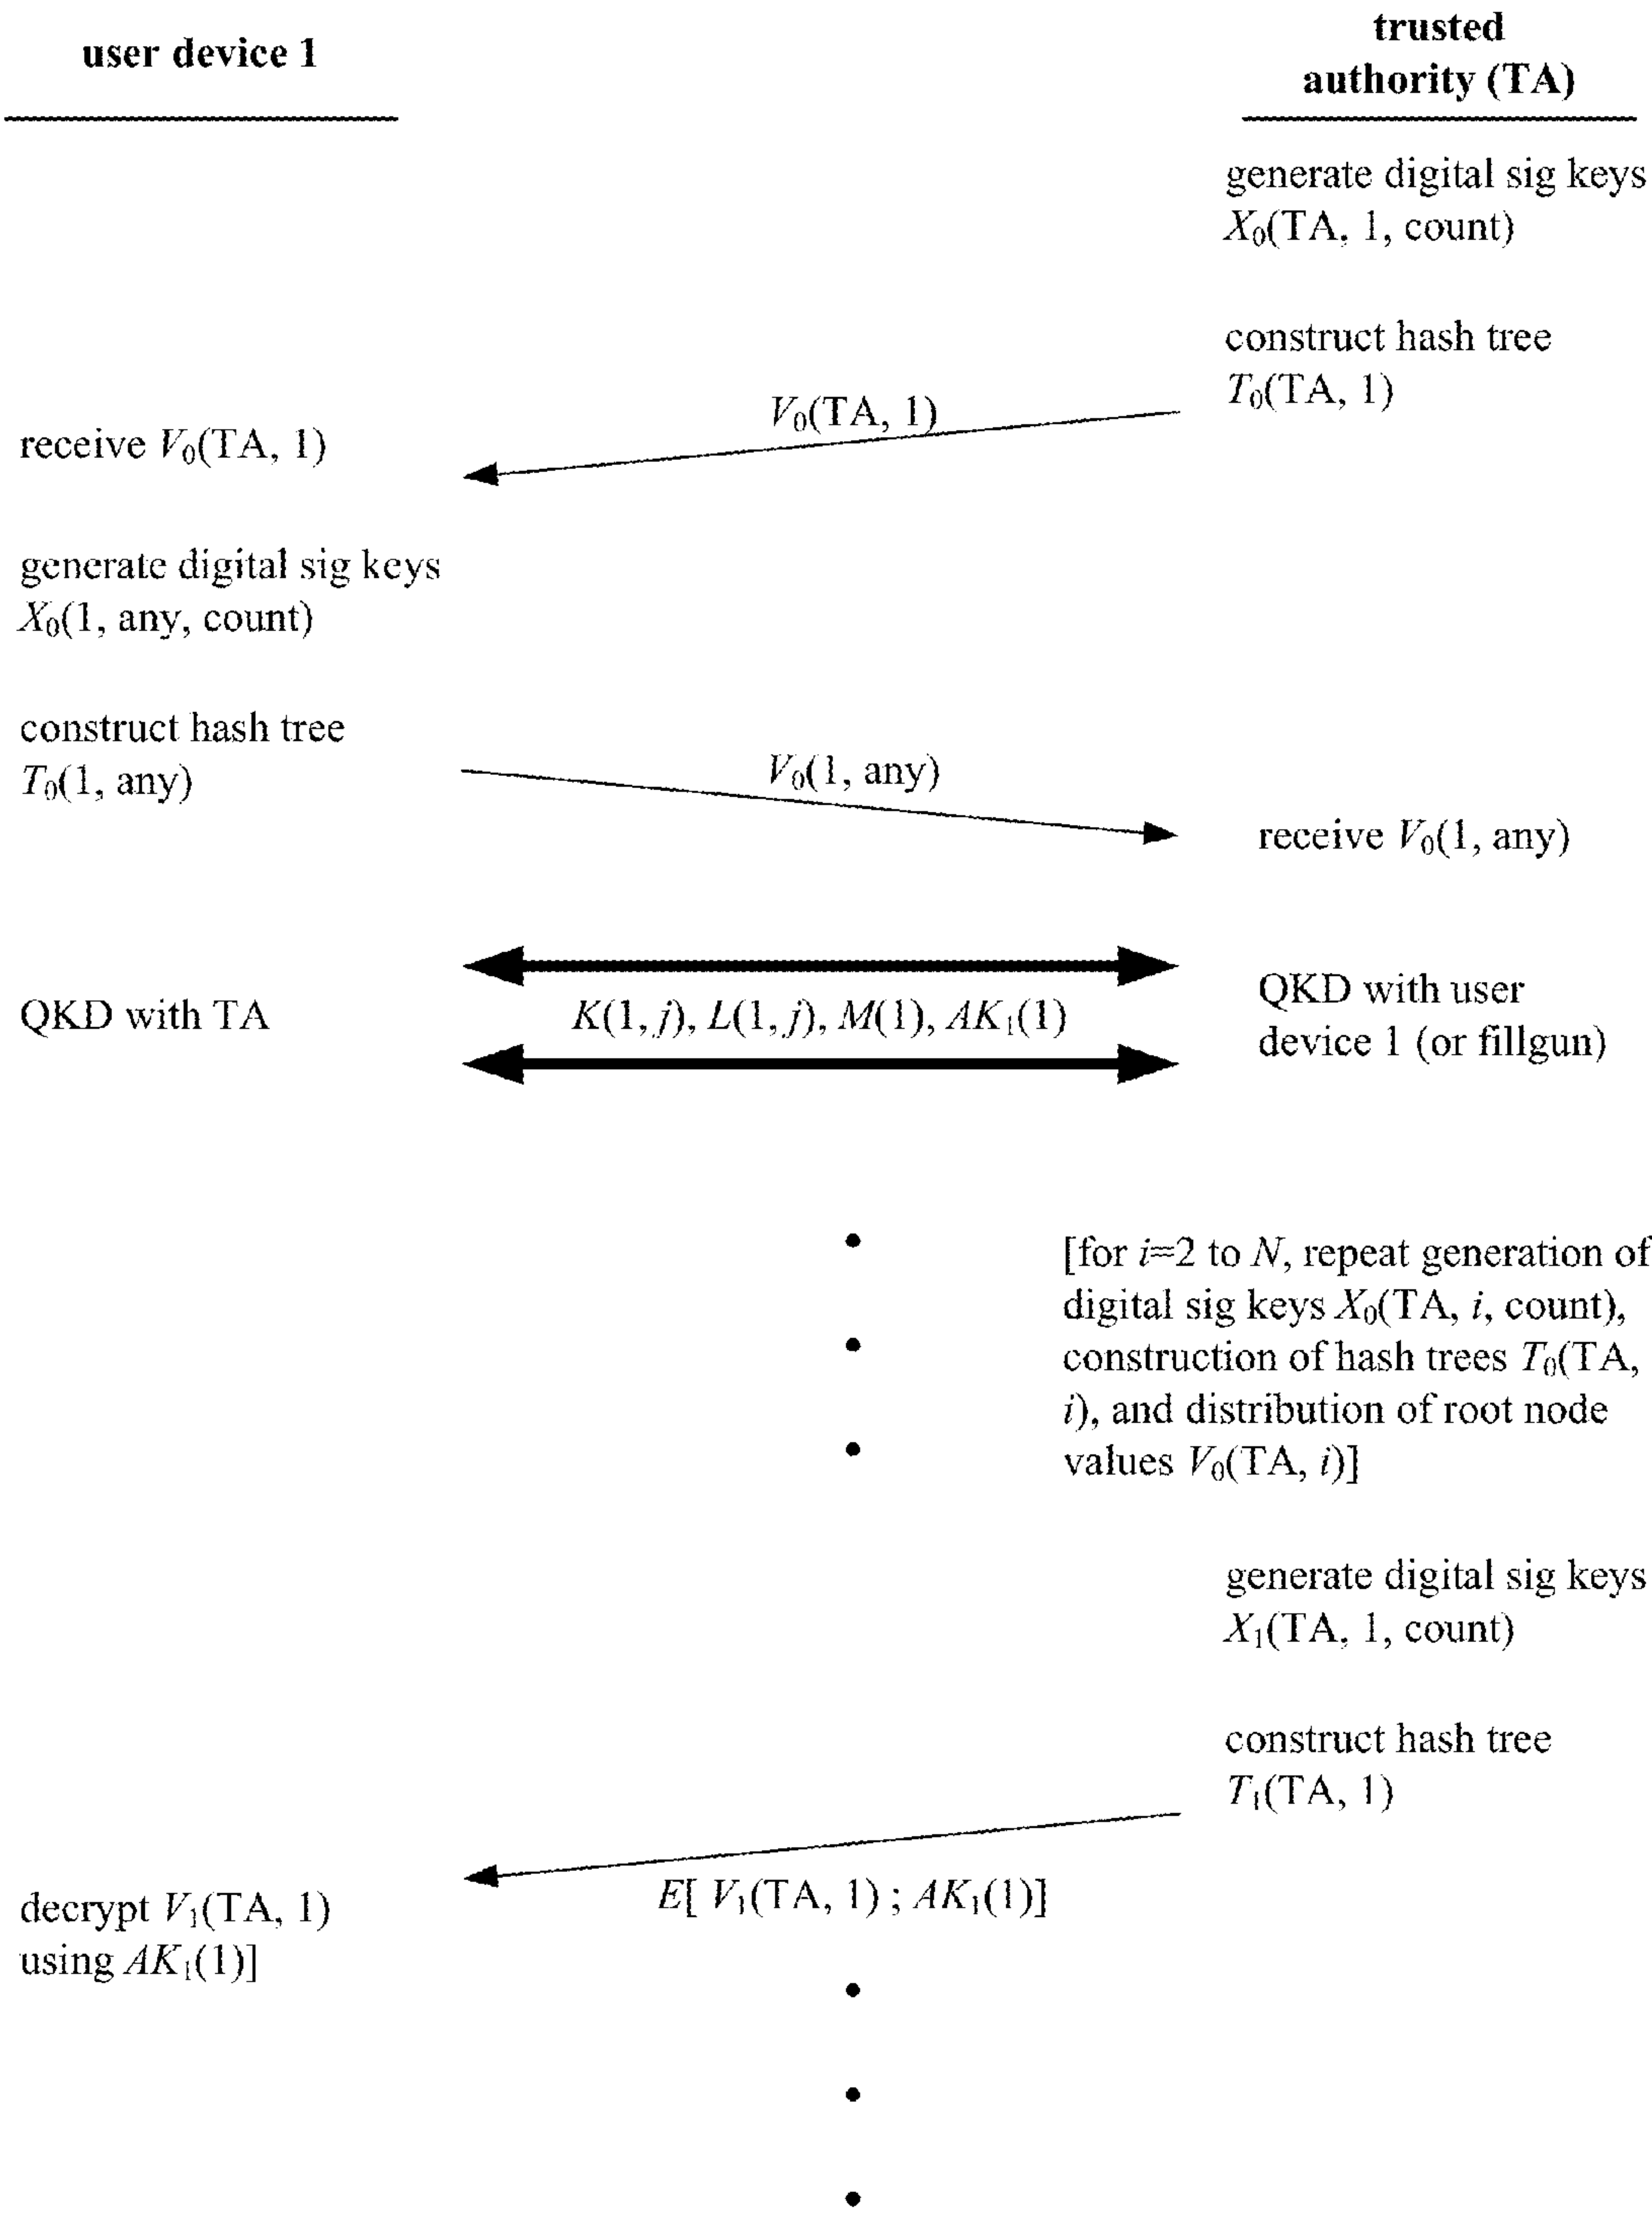 user device 1
trusted
authority (TA)
generate digital sig keys
X₀(TA, 1, count)
construct hash tree
T₀(TA, 1)
V₀(TA, 1)
receive V₀(TA, 1)
generate digital sig keys
X₀(1, any, count)
construct hash tree
T₀(1, any)
V₀(1, any)
receive V₀(1, any)
QKD with TA
K(1, j), L(1, j), M(1), AK₁(1)
QKD with user
device 1 (or fillgun)
[for i=2 to N, repeat generation of
digital sig keys X₀(TA, i, count),
construction of hash trees T₀(TA,
i), and distribution of root node
values V₀(TA, i)]
generate digital sig keys
X₁(TA, 1, count)
construct hash tree
T₁(TA, 1)
E[ V₁(TA, 1) ; AK₁(1)]
decrypt V₁(TA, 1)
using AK₁(1)]